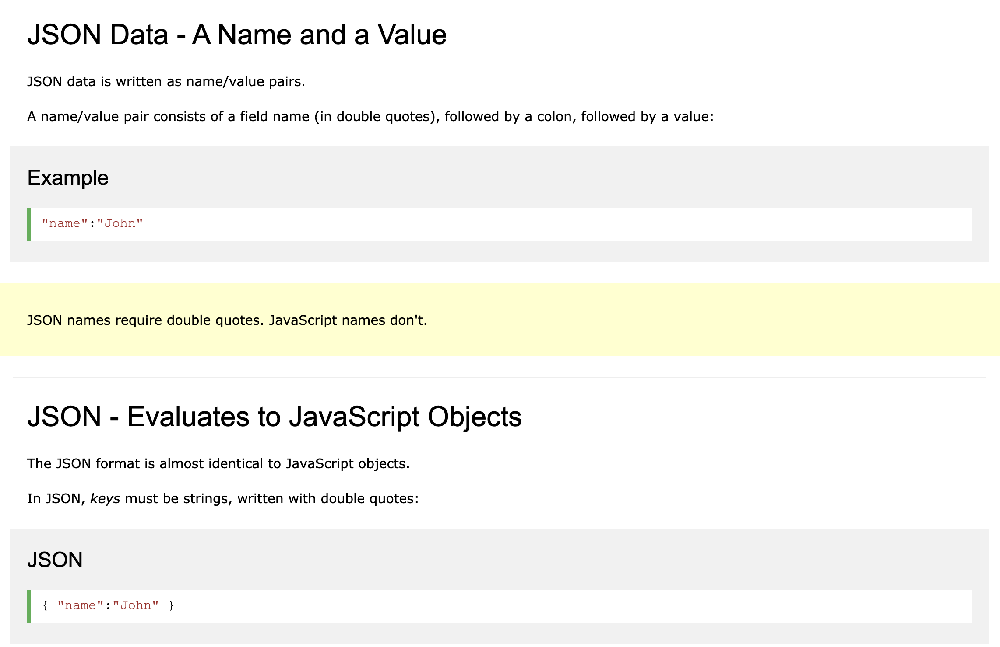 JSON Data - A Name and a Value
JSON data is written as name/value pairs.
A name/value pair consists of a field name (in double quotes), followed by a colon, followed by a value:
Example
"name":"John"
JSON names require double quotes. JavaScript names don't.
JSON - Evaluates to JavaScript Objects
The JSON format is almost identical to JavaScript objects.
In JSON, keys must be strings, written with double quotes:
JSON
{ "name":"John" }